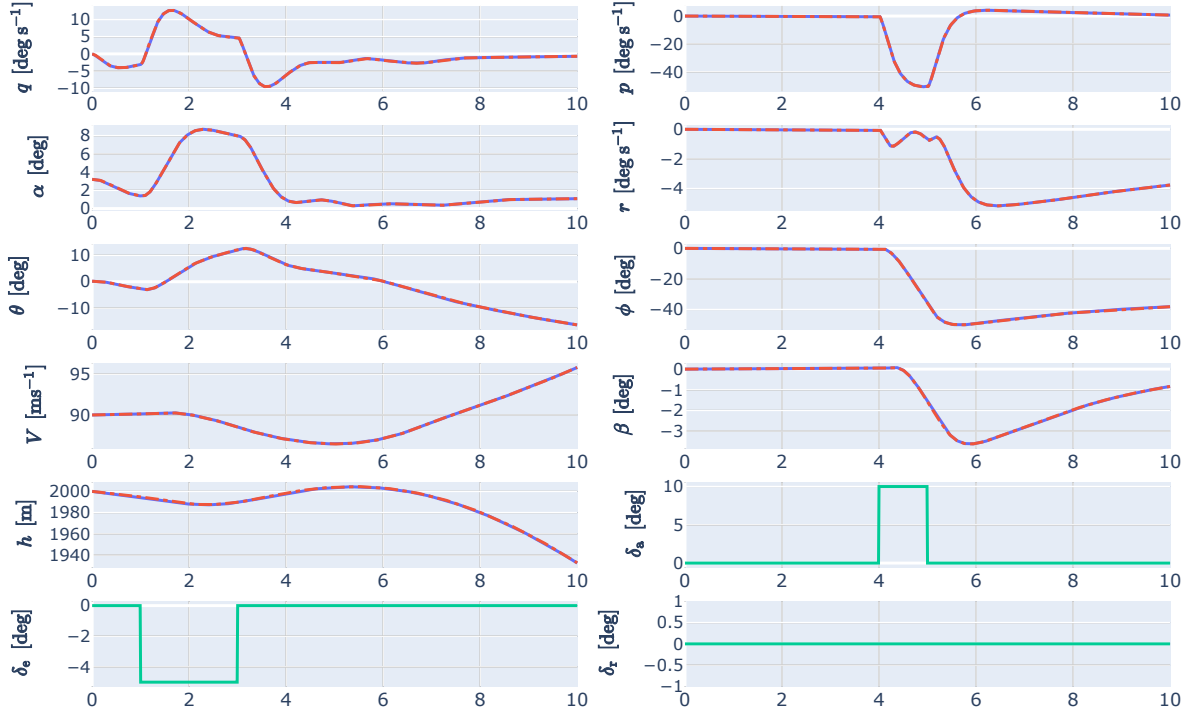 q [deg s⁻¹]
10
5
0
−5
−10
0 2 4 6 8 10
p [deg s⁻¹]
0
−20
−40
0 2 4 6 8 10
α [deg]
8
6
4
2
0
0 2 4 6 8 10
r [deg s⁻¹]
0
−2
−4
0 2 4 6 8 10
θ [deg]
10
0
−10
0 2 4 6 8 10
ϕ [deg]
0
−20
−40
0 2 4 6 8 10
V [ms⁻¹]
95
90
0 2 4 6 8 10
β [deg]
0
−1
−2
−3
0 2 4 6 8 10
h [m]
2000
1980
1960
1940
0 2 4 6 8 10
δₐ [deg]
10
5
0
0 2 4 6 8 10
δₑ [deg]
0
−2
−4
0 2 4 6 8 10
δᵣ [deg]
1
0.5
0
−0.5
−1
0 2 4 6 8 10